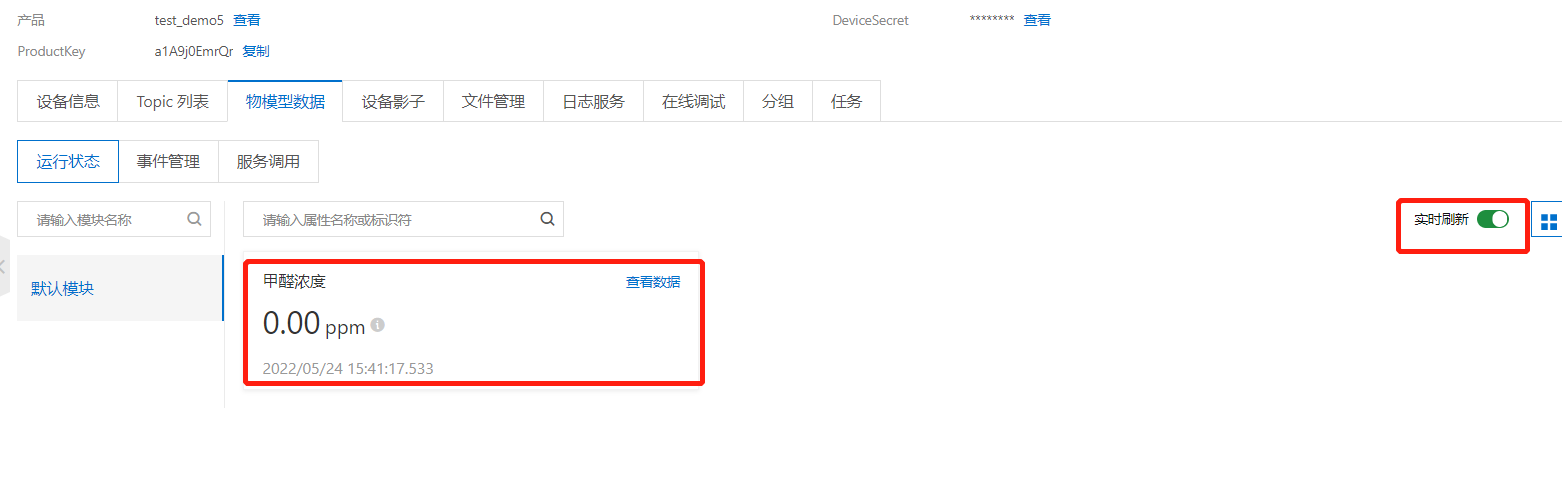 产品 test_demo5 查看 DeviceSecret ******** 查看
ProductKey a1A9j0EmrQr 复制
设备信息 Topic 列表 物模型数据 设备影子 文件管理 日志服务 在线调试 分组 任务
运行状态 事件管理 服务调用
请输入模块名称 请输入属性名称或标识符 实时刷新
默认模块
甲醛浓度 查看数据
0.00 ppm
2022/05/24 15:41:17.533